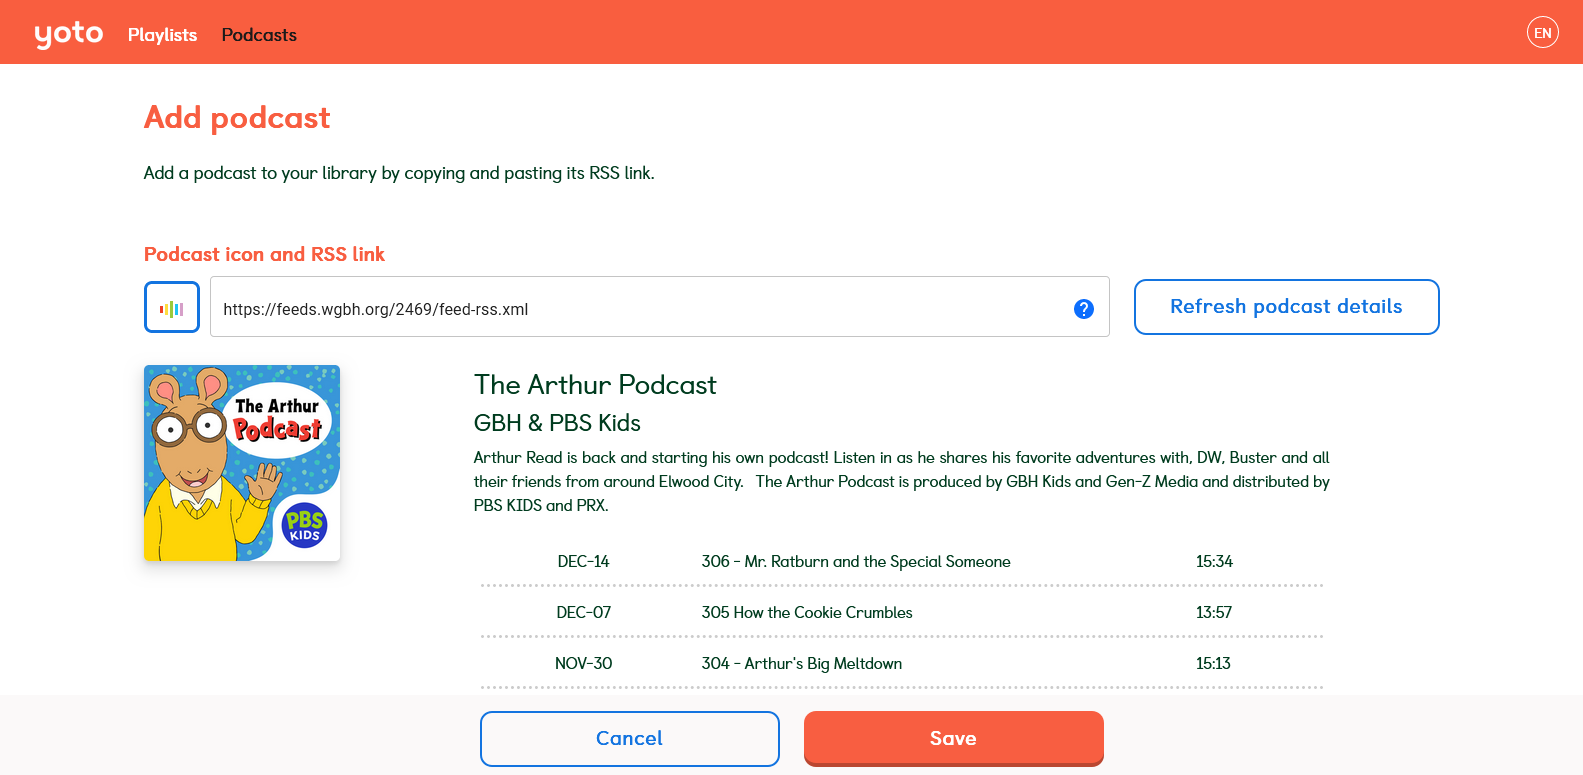 yoto
Playlists
Podcasts
EN
Add podcast
Add a podcast to your library by copying and pasting its RSS link.
Podcast icon and RSS link
https://feeds.wgbh.org/2469/feed-rss.xml
?
Refresh podcast details
The Arthur
Podcast
PBS
KIDS
The Arthur Podcast
GBH & PBS Kids
Arthur Read is back and starting his own podcast! Listen in as he shares his favorite adventures with, DW, Buster and all
their friends from around Elwood City.   The Arthur Podcast is produced by GBH Kids and Gen-Z Media and distributed by
PBS KIDS and PRX.
DEC-14 306 - Mr. Ratburn and the Special Someone 15:34
DEC-07 305 How the Cookie Crumbles 13:57
NOV-30 304 - Arthur's Big Meltdown 15:13
Cancel
Save